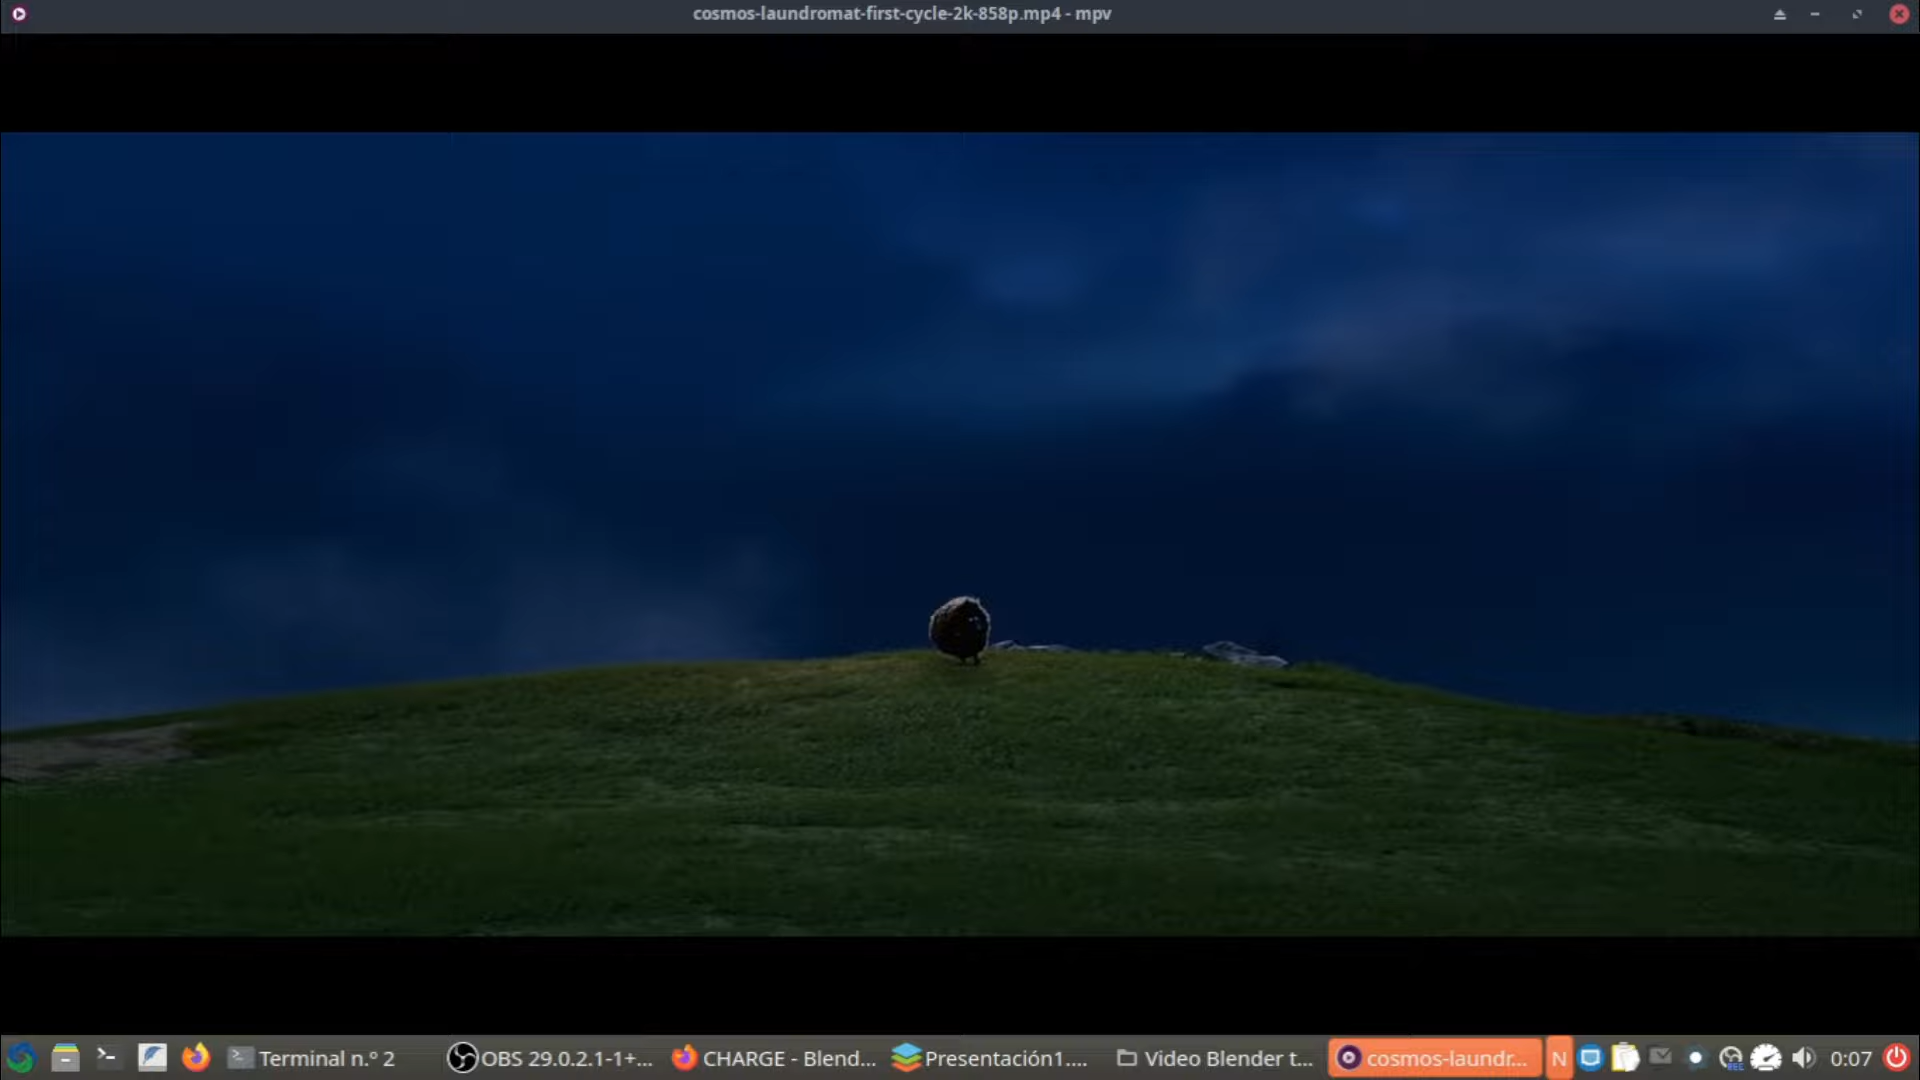 cosmos-laundromat-first-cycle-2k-858p.mp4 - mpv
Terminal n.º 2
OBS 29.0.2.1-1+...
CHARGE - Blend...
Presentación1....
Video Blender t...
cosmos-laundr...
N
REC
0:07